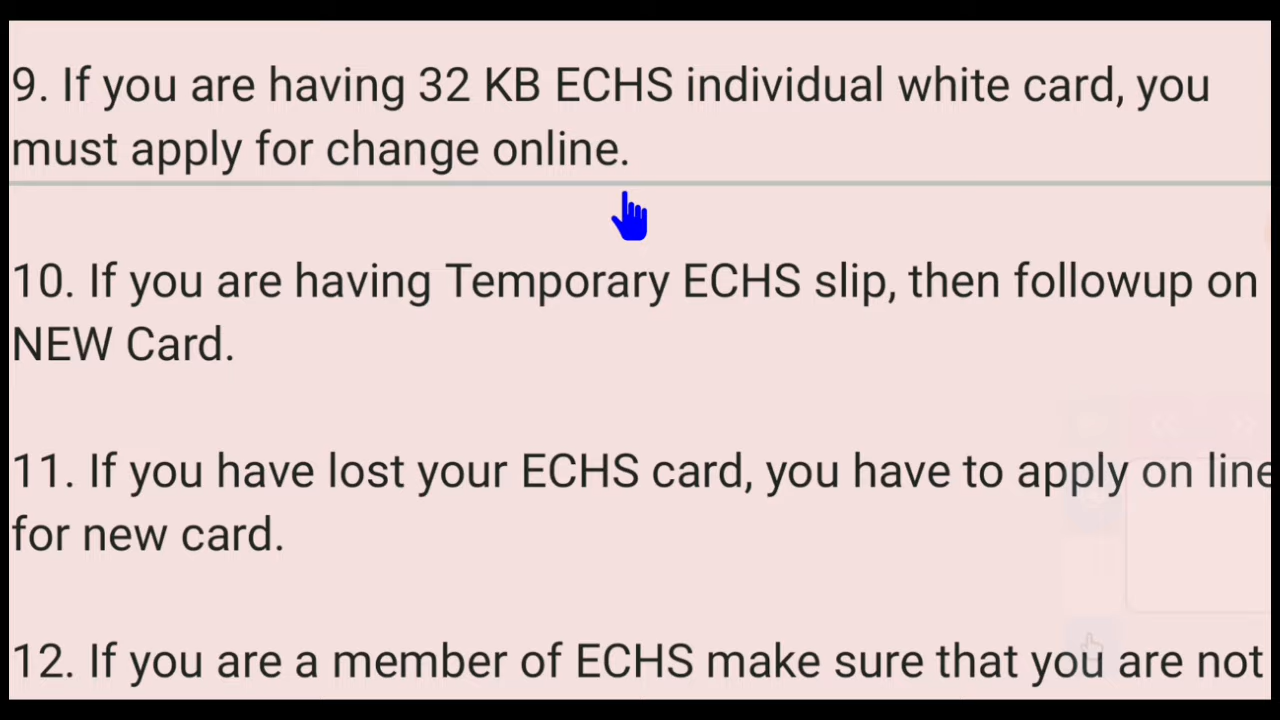 9. If you are having 32 KB ECHS individual white card, you
must apply for change online.
10. If you are having Temporary ECHS slip, then followup on
NEW Card.
11. If you have lost your ECHS card, you have to apply on line
for new card.
12. If you are a member of ECHS make sure that you are not